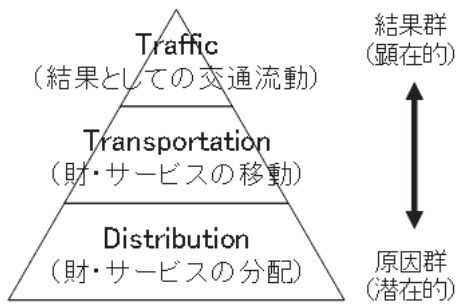 Traffic
（結果としての交通流動）
Transportation
（財・サービスの移動）
Distribution
（財・サービスの分配）
結果群
（顕在的）
原因群
（潜在的）